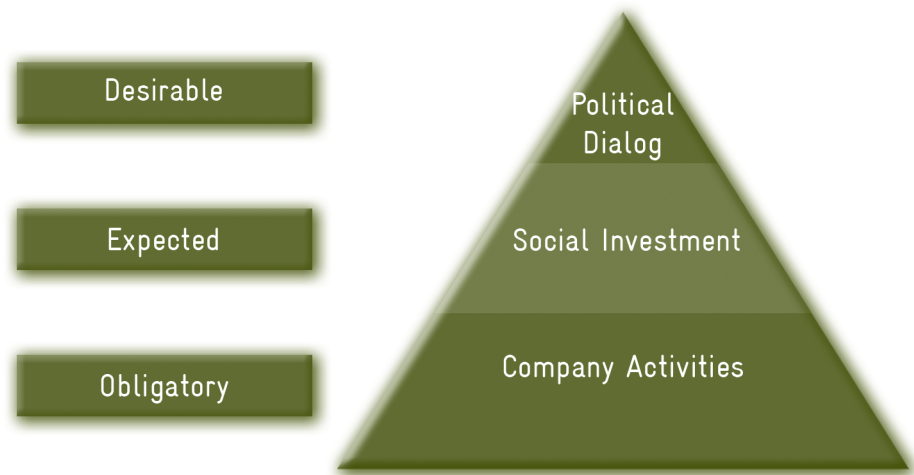 Desirable
Political
Dialog
Expected
Social Investment
Obligatory
Company Activities